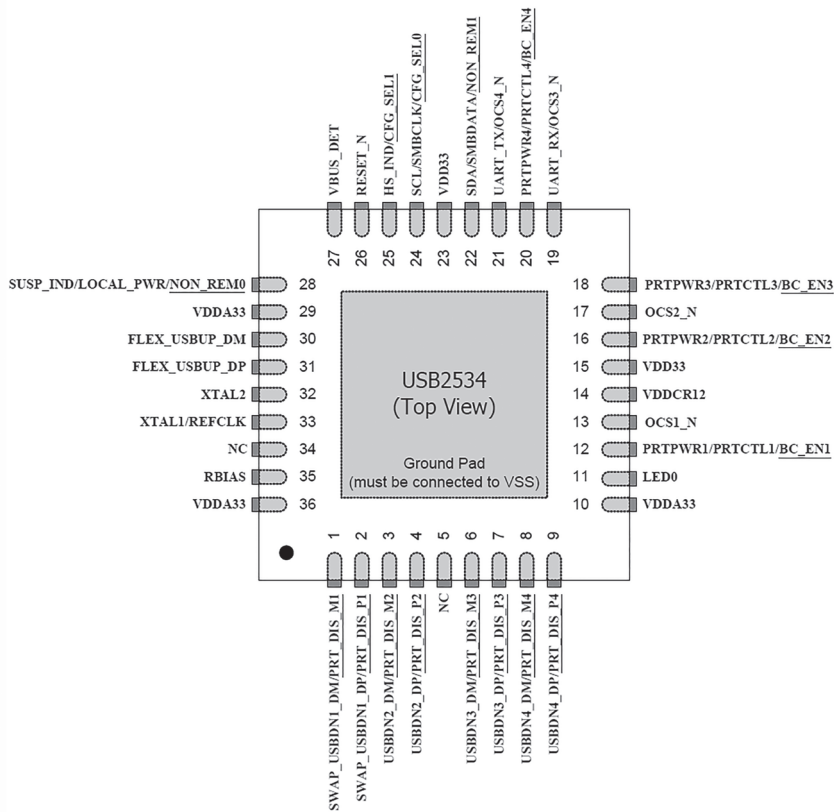 VBUS_DET
RESET_N
HS_IND/CFG_SEL1
SCL/SMBCLK/CFG_SEL0
VDD33
SDA/SMBDATA/NON_REM1
UART_TX/OCS4_N
PRTPWR4/PRTCTL4/BC_EN4
UART_RX/OCS3_N
27
26
25
24
23
22
21
20
19
SUSP_IND/LOCAL_PWR/NON_REM0 28
VDDA33 29
FLEX_USBUP_DM 30
FLEX_USBUP_DP 31
XTAL2 32
XTAL1/REFCLK 33
NC 34
RBIAS 35
VDDA33 36
USB2534
(Top View)
Ground Pad
(must be connected to VSS)
18 PRTPWR3/PRTCTL3/BC_EN3
17 OCS2_N
16 PRTPWR2/PRTCTL2/BC_EN2
15 VDD33
14 VDDCR12
13 OCS1_N
12 PRTPWR1/PRTCTL1/BC_EN1
11 LED0
10 VDDA33
1
2
3
4
5
6
7
8
9
SWAP_USBDN1_DM/PRT_DIS_M1
SWAP_USBDN1_DP/PRT_DIS_P1
USBDN2_DM/PRT_DIS_M2
USBDN2_DP/PRT_DIS_P2
NC
USBDN3_DM/PRT_DIS_M3
USBDN3_DP/PRT_DIS_P3
USBDN4_DM/PRT_DIS_M4
USBDN4_DP/PRT_DIS_P4